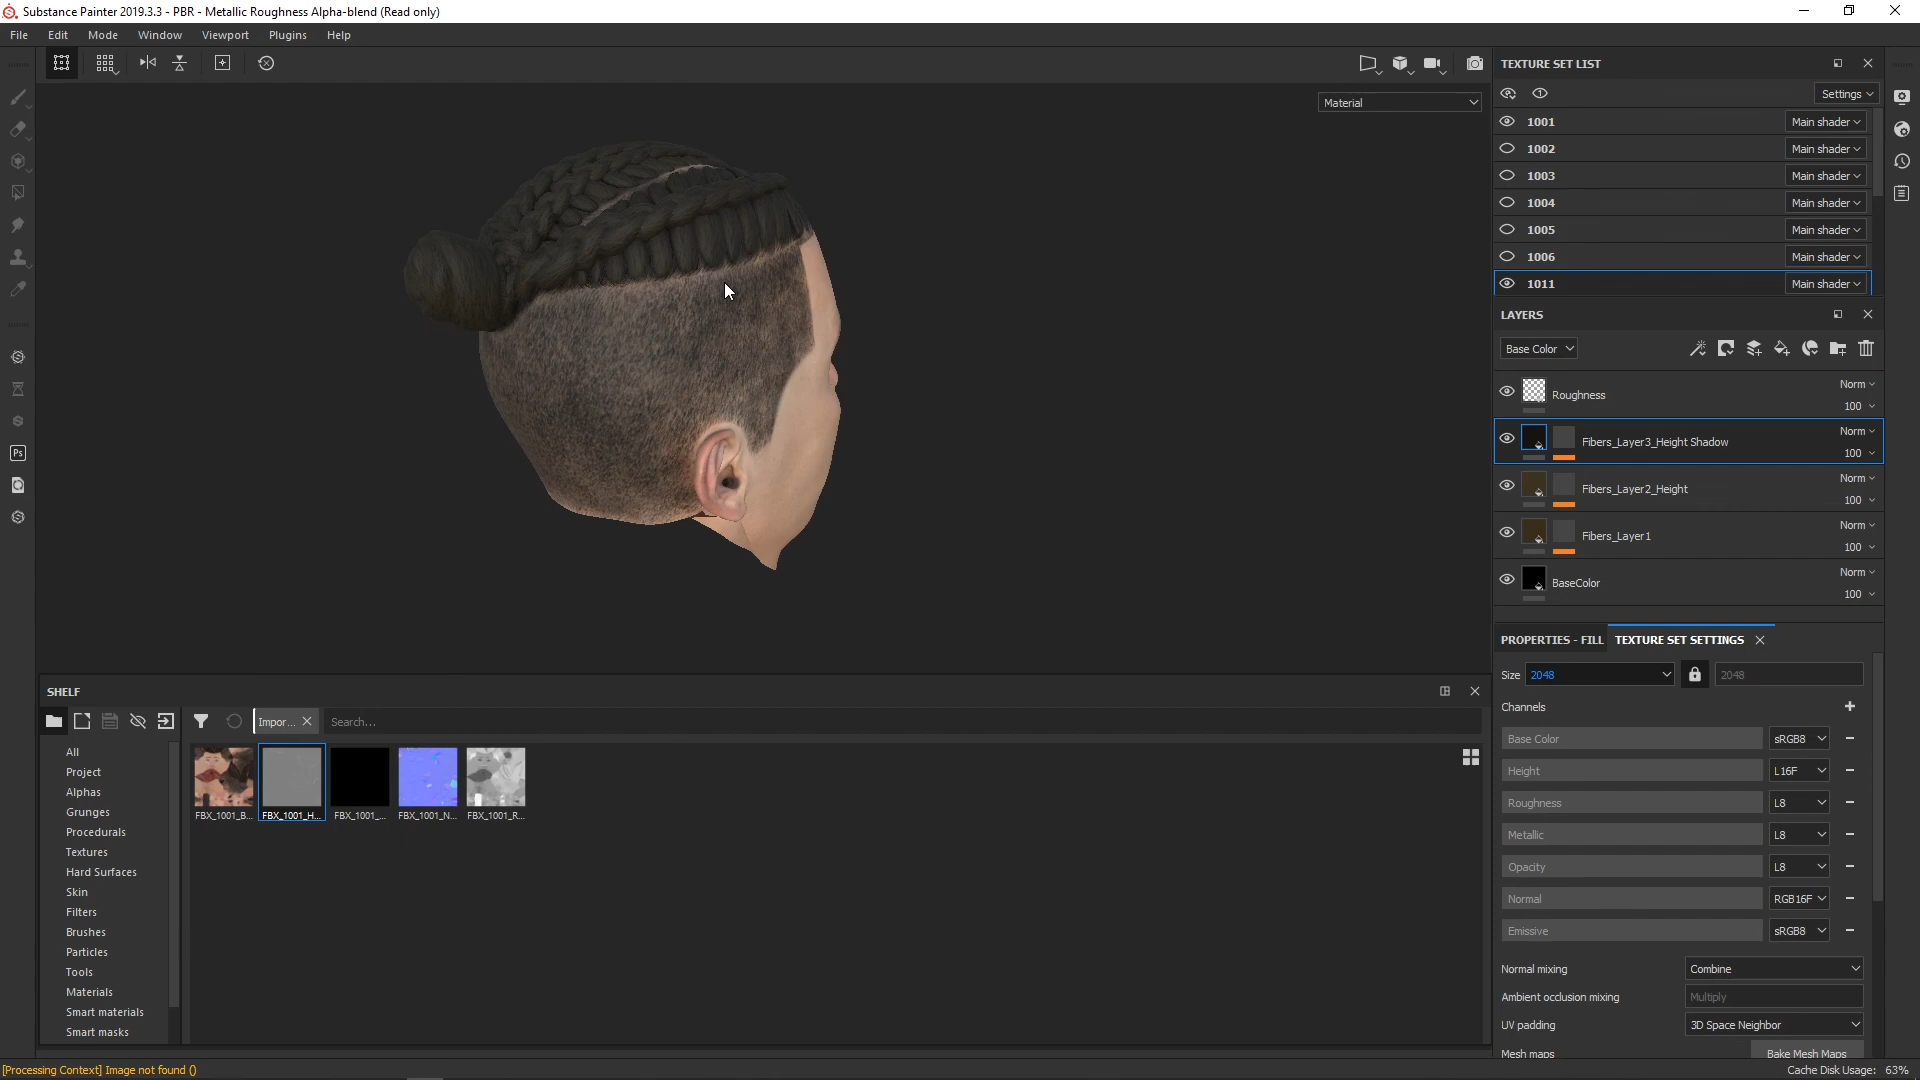 Substance Painter 2019.3.3 - PBR - Metallic Roughness Alpha-blend (Read only)
File Edit Mode Window Viewport Plugins Help
Material
TEXTURE SET LIST
Settings
1001 Main shader
1002 Main shader
1003 Main shader
1004 Main shader
1005 Main shader
1006 Main shader
1011 Main shader
LAYERS
Base Color
Roughness Norm 100
Fibers_Layer3_Height Shadow Norm 100
Fibers_Layer2_Height Norm 100
Fibers_Layer1 Norm 100
BaseColor Norm 100
PROPERTIES - FILL TEXTURE SET SETTINGS
Size 2048 2048
Channels
Base Color sRGB8
Height L16F
Roughness L8
Metallic L8
Opacity L8
Normal RGB16F
Emissive sRGB8
Normal mixing Combine
Ambient occlusion mixing Multiply
UV padding 3D Space Neighbor
Mesh maps Bake Mesh Maps
SHELF
Impor... Search...
All
Project
Alphas
Grunges
Procedurals
Textures
Hard Surfaces
Skin
Filters
Brushes
Particles
Tools
Materials
Smart materials
Smart masks
FBX_1001_B... FBX_1001_H... FBX_1001_... FBX_1001_N... FBX_1001_R...
[Processing Context] Image not found ()
Cache Disk Usage: 63%